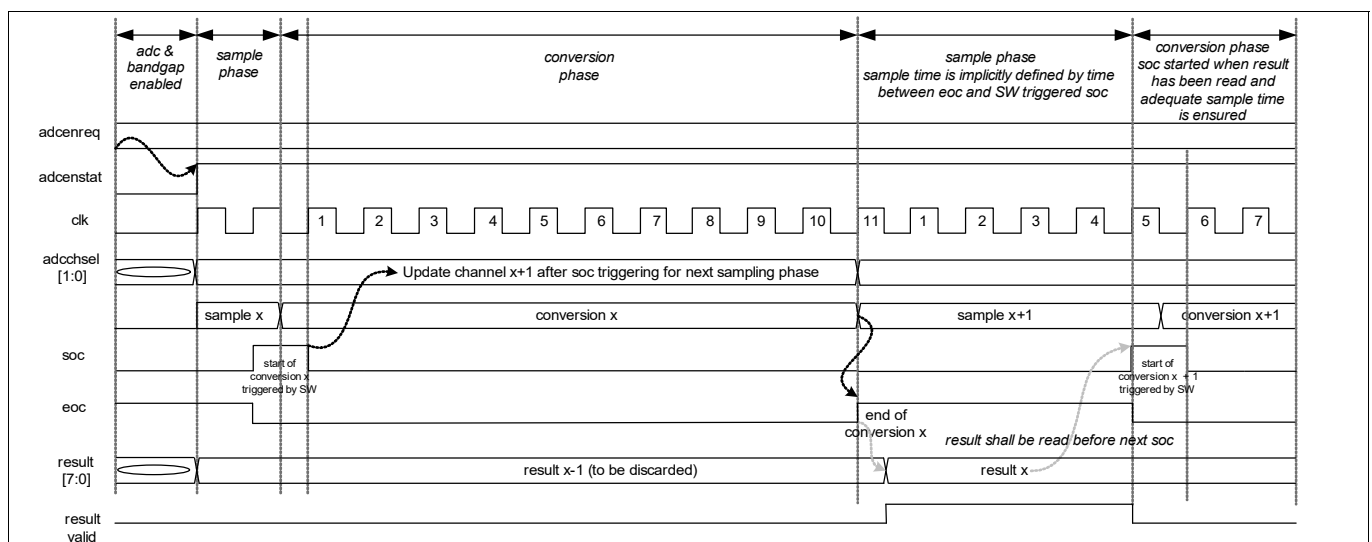 adc &
bandgap
enabled
sample
phase
conversion
phase
sample phase
sample time is implicitly defined by time
between eoc and SW triggered soc
conversion phase
soc started when result
has been read and
adequate sample time
is ensured
adcenreq
adcenstat
clk
1 2 3 4 5 6 7 8 9 10 11 1 2 3 4 5 6 7
adcchsel
[1:0]
Update channel x+1 after soc triggering for next sampling phase
sample x
conversion x
sample x+1
conversion x+1
soc
start of
conversion x
triggered by SW
start of
conversion x + 1
triggered by SW
eoc
end of
conversion x
result shall be read before next soc
result
[7:0]
result x-1 (to be discarded)
result x
result
valid